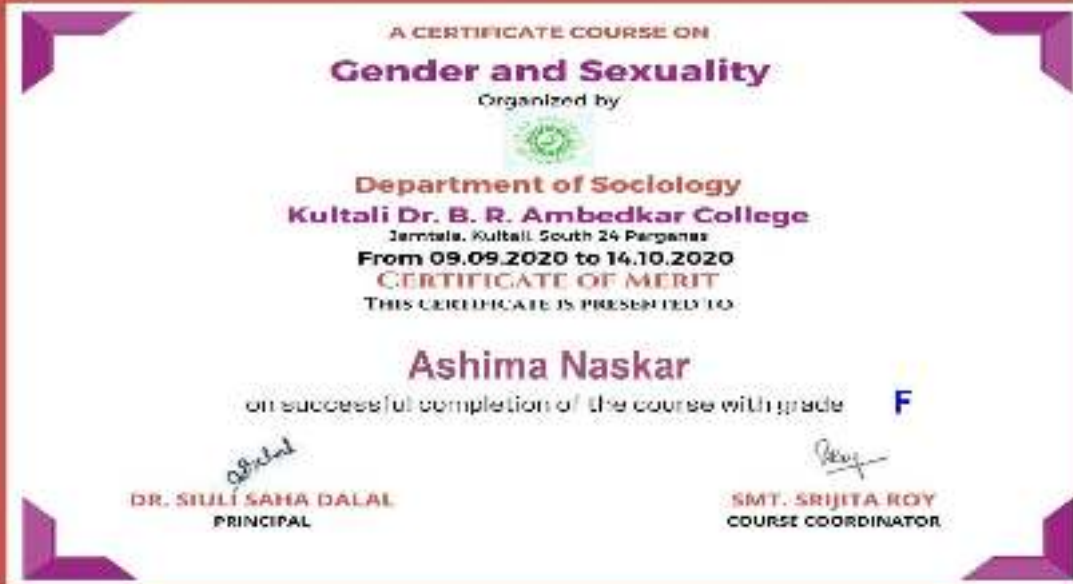 A CERTIFICATE COURSE ON
Gender and Sexuality
Organized by
Department of Sociology
Kultali Dr. B. R. Ambedkar College
Jamtala, Kultali, South 24 Parganas
From 09.09.2020 to 14.10.2020
CERTIFICATE OF MERIT
THIS CERTIFICATE IS PRESENTED TO
Ashima Naskar
on successful completion of the course with grade F
DR. SIULI SAHA DALAL
PRINCIPAL
SMT. SRIJITA ROY
COURSE COORDINATOR